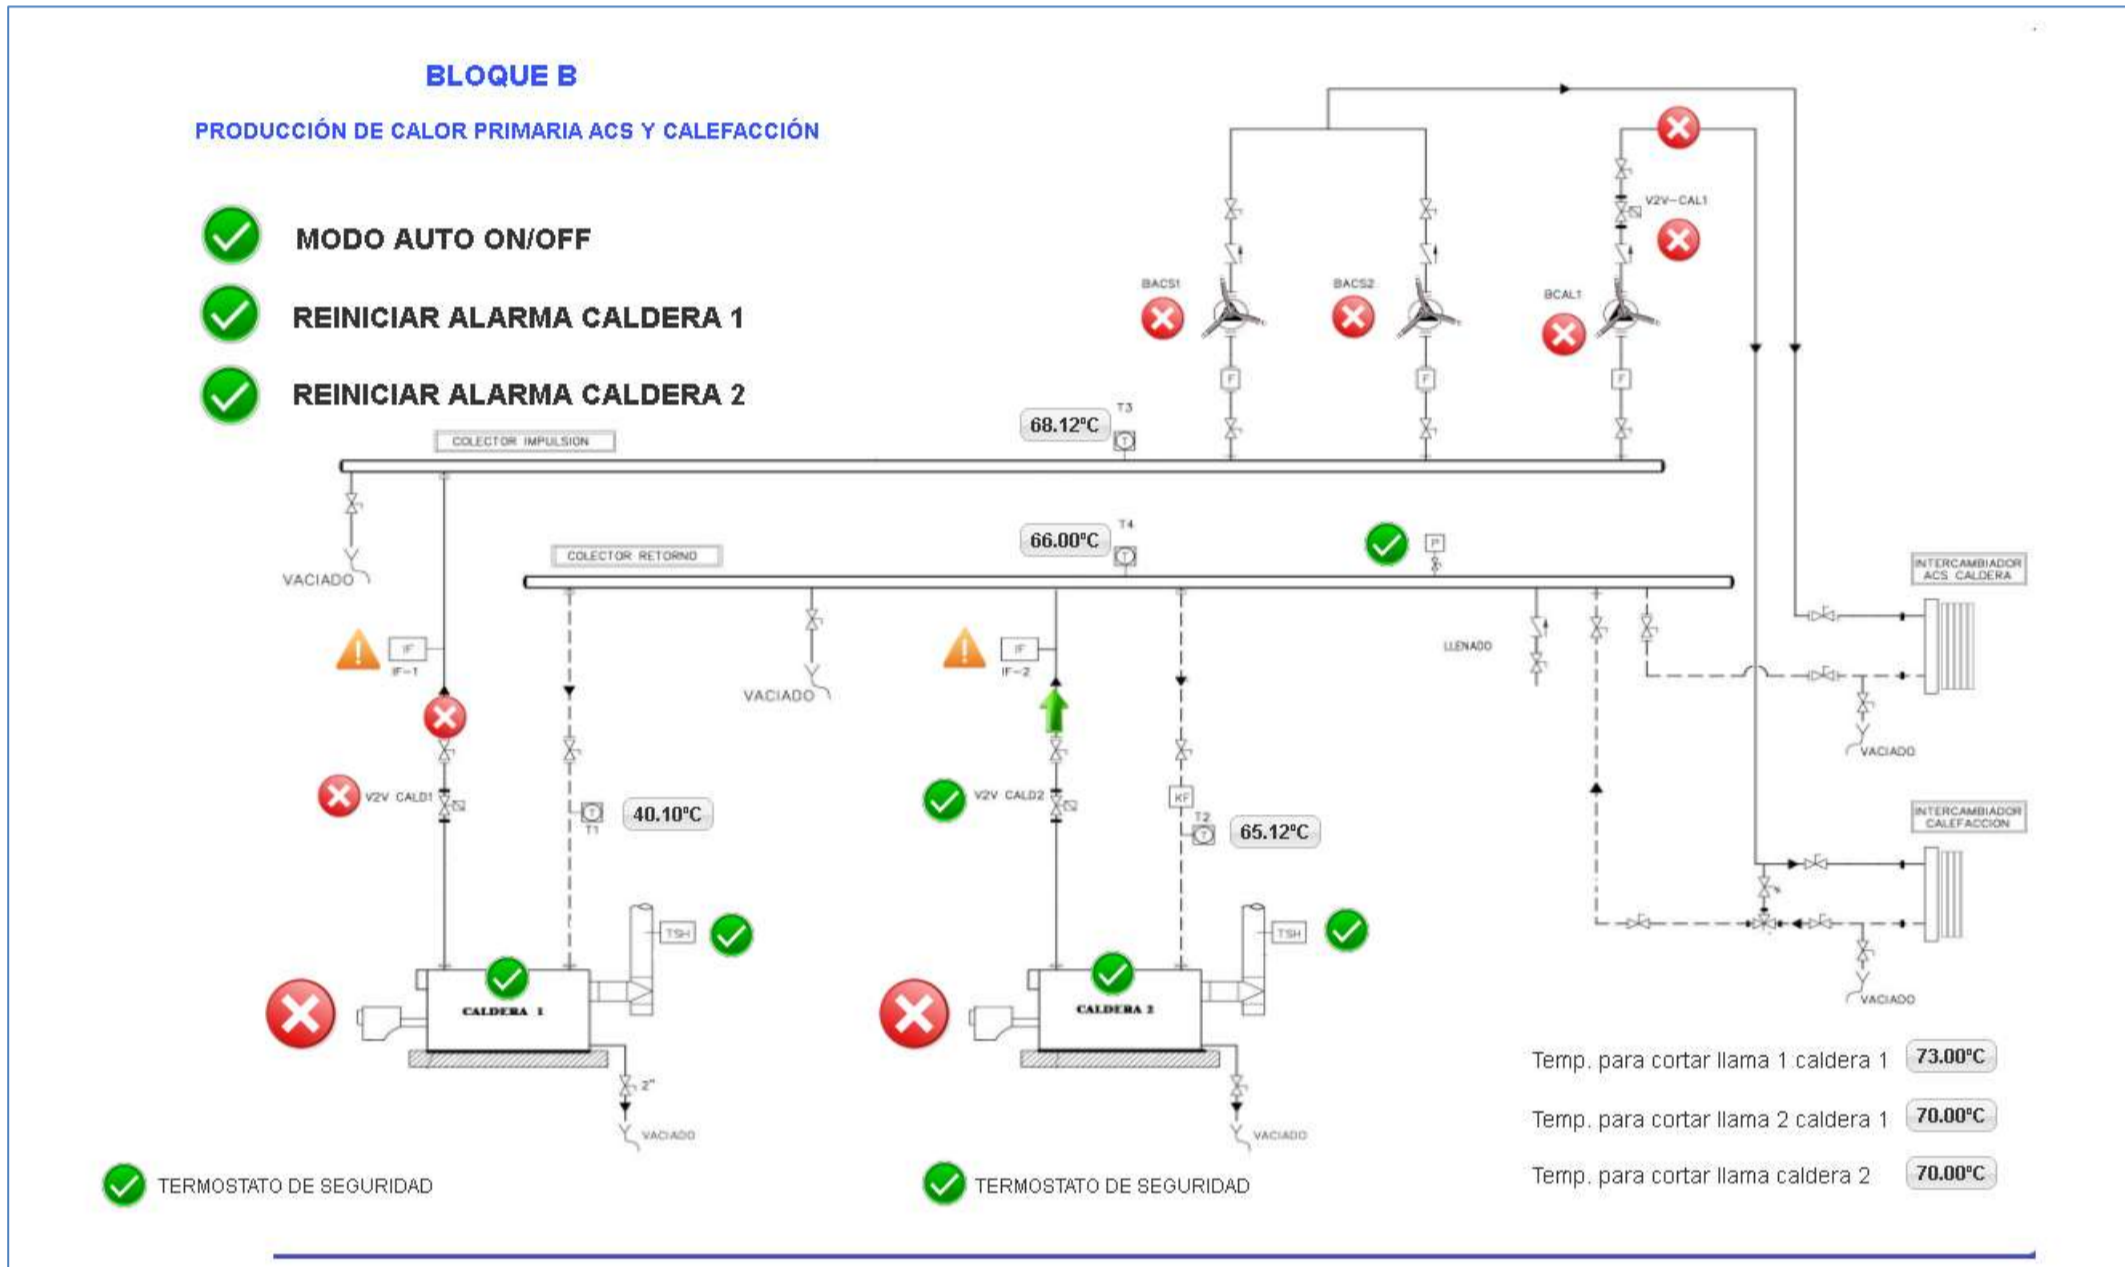 BLOQUE B
PRODUCCIÓN DE CALOR PRIMARIA ACS Y CALEFACCIÓN
MODO AUTO ON/OFF
REINICIAR ALARMA CALDERA 1
REINICIAR ALARMA CALDERA 2
V2V-CAL1
BACS1
BACS2
BCAL1
F
F
F
T3
68.12ºC
T
COLECTOR IMPULSION
T4
66.00ºC
T
P
COLECTOR RETORNO
VACIADO
INTERCAMBIADOR
ACS CALDERA
IF
IF-1
IF
IF-2
LLENADO
VACIADO
VACIADO
V2V CALD1
T
T1
40.10ºC
V2V CALD2
KF
T2
T
65.12ºC
INTERCAMBIADOR
CALEFACCIÓN
TSH
TSH
CALDERA 1
CALDERA 2
VACIADO
2"
VACIADO
VACIADO
Temp. para cortar llama 1 caldera 1
73.00ºC
Temp. para cortar llama 2 caldera 1
70.00ºC
Temp. para cortar llama caldera 2
70.00ºC
TERMOSTATO DE SEGURIDAD
TERMOSTATO DE SEGURIDAD